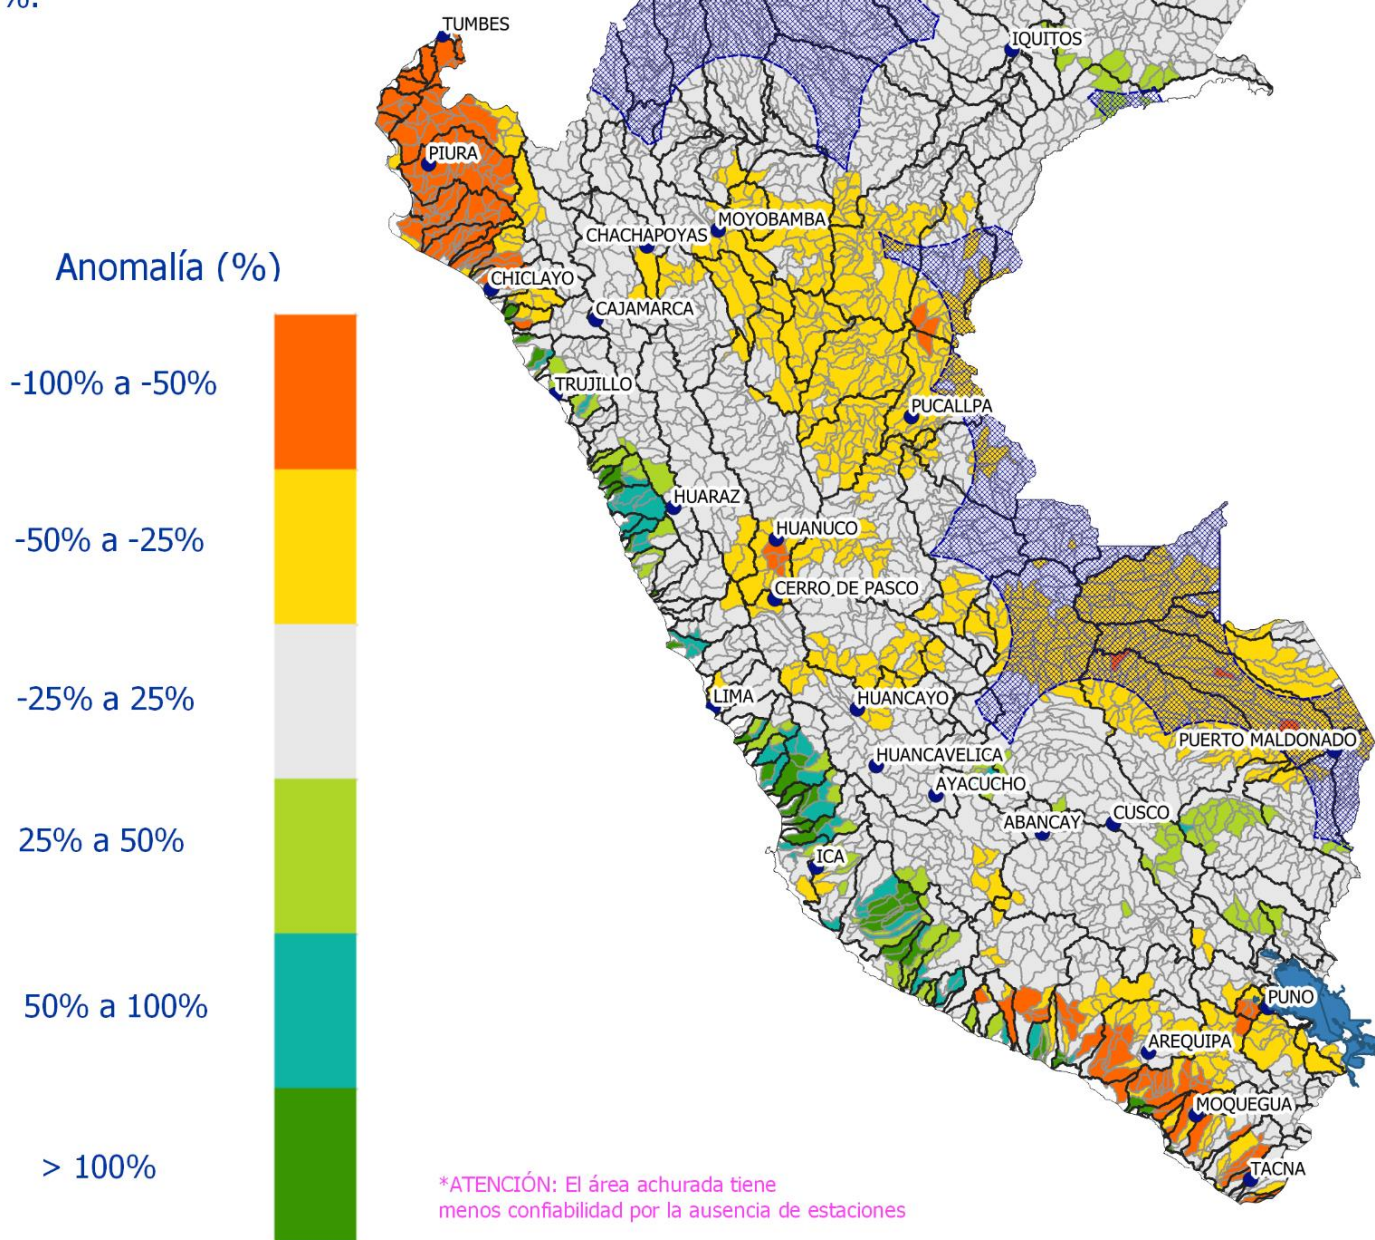 %.
TUMBES
IQUITOS
PIURA
MOYOBAMBA
CHACHAPOYAS
Anomalía (%)
CHICLAYO
CAJAMARCA
-100% a -50%
TRUJILLO
PUCALLPA
HUARAZ
HUANUCO
-50% a -25%
CERRO DE PASCO
-25% a 25%
LIMA
HUANCAYO
PUERTO MALDONADO
HUANCAVELICA
AYACUCHO
ABANCAY
CUSCO
25% a 50%
ICA
50% a 100%
PUNO
AREQUIPA
MOQUEGUA
> 100%
TACNA
*ATENCIÓN: El área achurada tiene
menos confiabilidad por la ausencia de estaciones